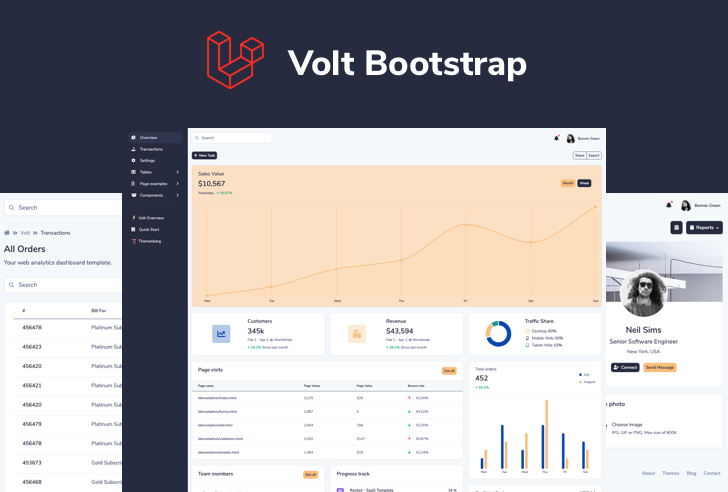 Volt Bootstrap
Search
Volt
Transactions
All Orders
Your web analytics dashboard template.
Search
#
Bill For
456478
Platinum Sub
456423
Platinum Sub
456420
Platinum Sub
456421
Platinum Sub
456420
Platinum Sub
456479
Platinum Sub
456478
Platinum Sub
453673
Gold Subscri
456468
Gold Subscri
Overview
Transactions
Settings
Tables
Page examples
Components
Volt Overview
Quick Start
Themesberg
Search
Bonnie Green
+ New Task
Share
Export
Sales Value
$10,567
Yesterday
10.57%
Month
Week
Mon
Tue
Wed
Thu
Fri
Sat
Sun
Customers
345k
Feb 1 - Apr 1,
WorldWide
18.2% Since last month
Revenue
$43,594
Feb 1 - Apr 1,
Worldwide
28.2% Since last month
Traffic Share
Desktop 60%
Mobile Web 30%
Tablet Web 10%
Page visits
See all
Page name
Page Views
Page Value
Bounce rate
/demo/admin/index.html
3,225
$20
42,55%
/demo/admin/forms.html
2,987
0
43,52%
/demo/admin/util.html
2,844
294
32,35%
/demo/admin/validation.html
2,050
$147
50,87%
/demo/admin/modals.html
1,483
$19
32,24%
Total orders
452
18.2%
July
August
Mon
Tue
Wed
Thu
Fri
Sat
Team members
See all
Progress track
Rocket - SaaS Template
34 %
Bonnie Green
Reports
Neil Sims
Senior Software Engineer
New York, USA
Connect
Send Message
photo
Choose Image
JPG, GIF or PNG. Max size of 800K
About
Themes
Blog
Contact